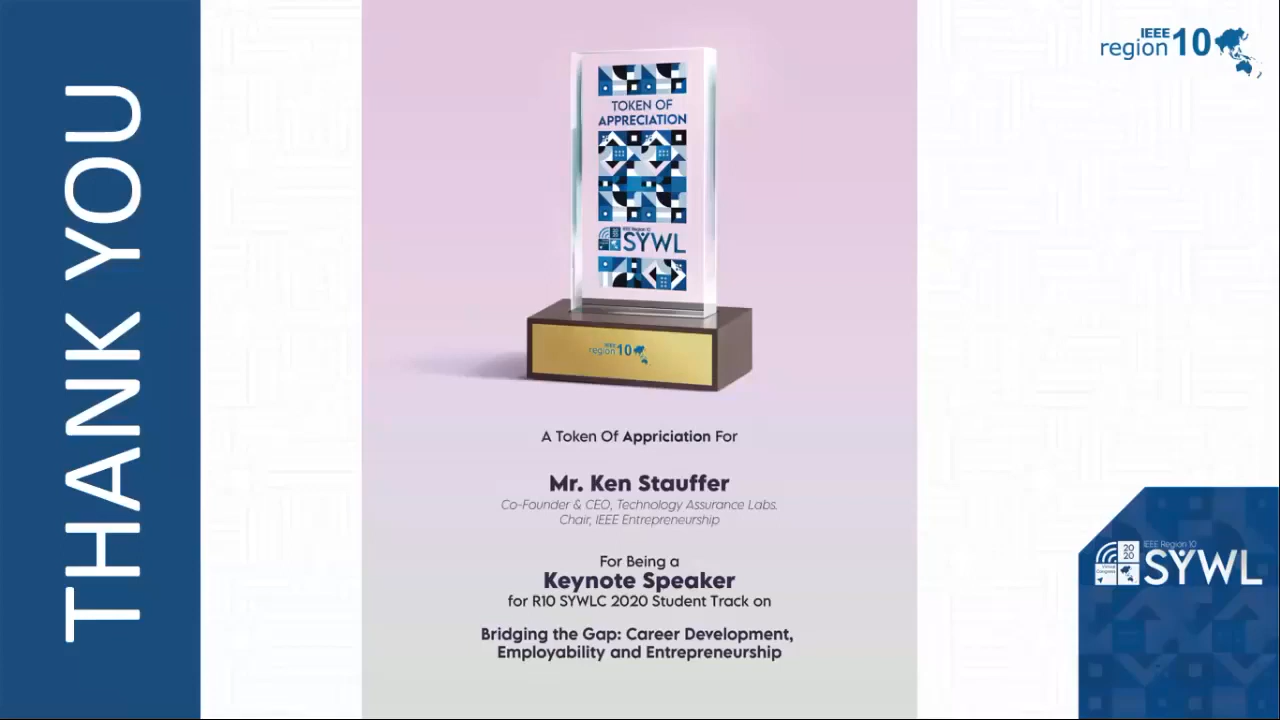 THANK YOU
TOKEN OF
APPRECIATION
IEEE Region 10
SYWL
IEEE
region 10
A Token Of Appriciation For
Mr. Ken Stauffer
Co-Founder & CEO, Technology Assurance Labs.
Chair, IEEE Entrepreneurship
For Being a
Keynote Speaker
for R10 SYWLC 2020 Student Track on
Bridging the Gap: Career Development,
Employability and Entrepreneurship
IEEE
region 10
IEEE Region 10
2020
Virtual
Congress
SYWL